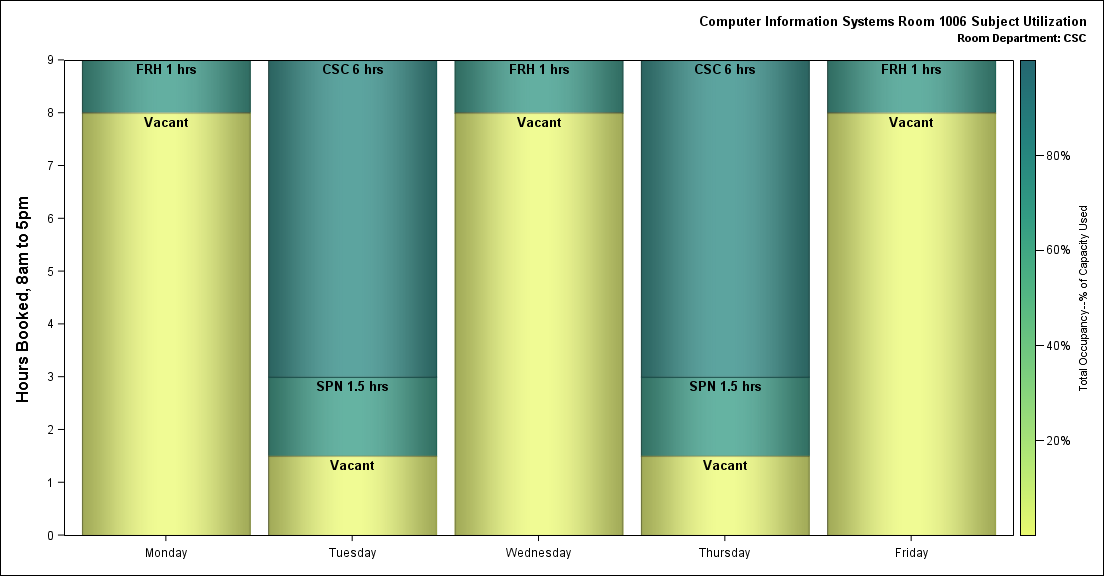 Computer Information Systems Room 1006 Subject Utilization
Room Department: CSC
Hours Booked, 8am to 5pm
9
8
7
6
5
4
3
2
1
0
FRH 1 hrs
Vacant
CSC 6 hrs
SPN 1.5 hrs
Vacant
FRH 1 hrs
Vacant
CSC 6 hrs
SPN 1.5 hrs
Vacant
FRH 1 hrs
Vacant
Monday
Tuesday
Wednesday
Thursday
Friday
80%
60%
40%
20%
Total Occupancy--% of Capacity Used